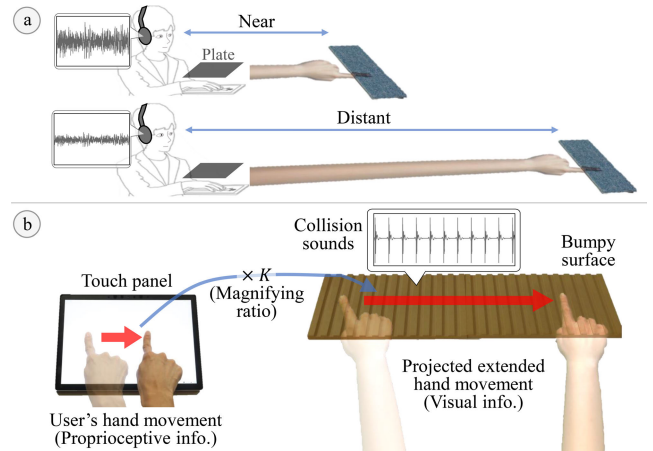 a
Near
Plate
Distant
b
Collision
sounds
Bumpy
surface
Touch panel
× K
(Magnifying
ratio)
Projected extended
hand movement
(Visual info.)
User's hand movement
(Proprioceptive info.)